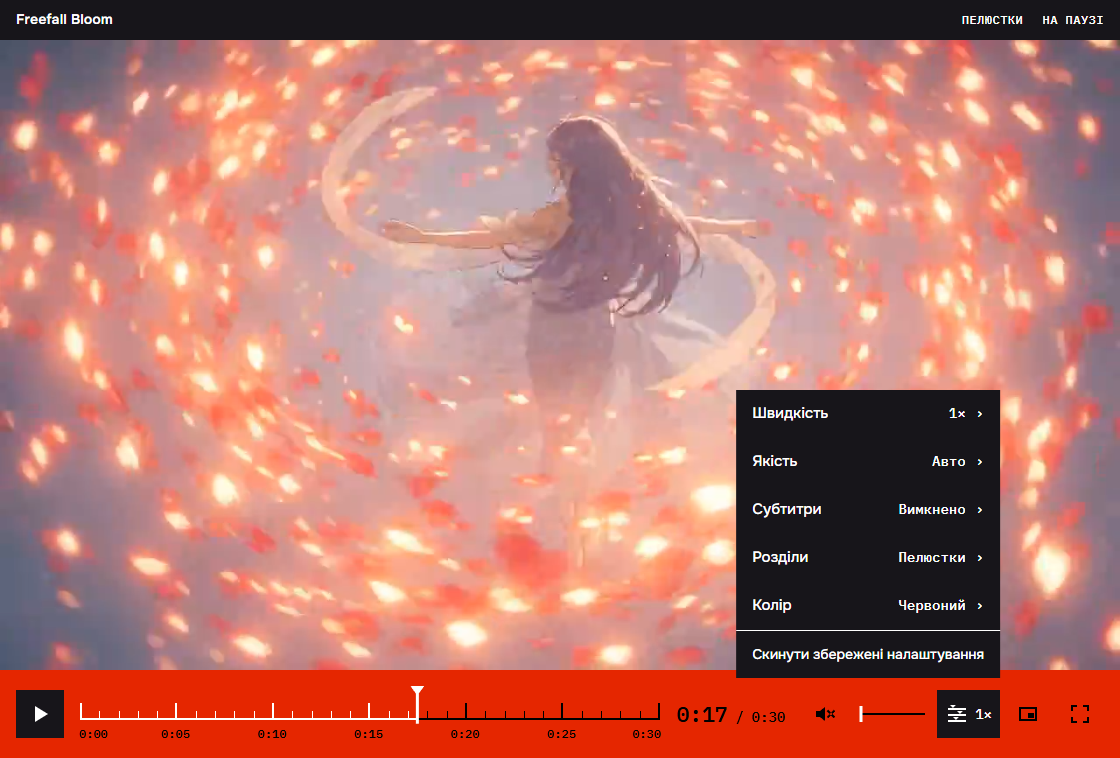 Freefall Bloom
ПЕЛЮСТКИ НА ПАУЗІ
Швидкість 1× ›
Якість Авто ›
Субтитри Вимкнено ›
Розділи Пелюстки ›
Колір Червоний ›
Скинути збережені налаштування
0:00 0:05 0:10 0:15 0:20 0:25 0:30
0:17 / 0:30
1×